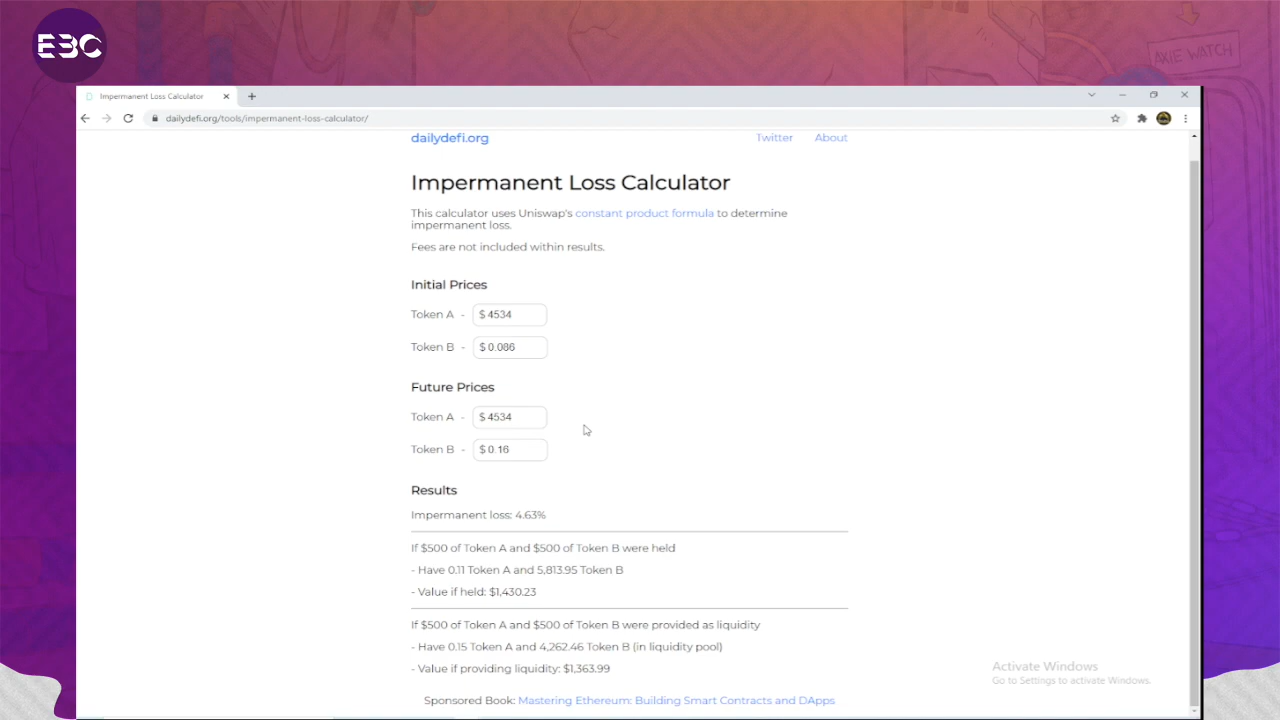 EBC
AXIE WATCH
Impermanent Loss Calculator
dailydefi.org/tools/impermanent-loss-calculator/
dailydefi.org
Twitter
About
Impermanent Loss Calculator
This calculator uses Uniswap's constant product formula to determine
impermanent loss.
Fees are not included within results.
Initial Prices
Token A - $ 4534
Token B - $ 0.086
Future Prices
Token A - $ 4534
Token B - $ 0.16
Results
Impermanent loss: 4.63%
If $500 of Token A and $500 of Token B were held
- Have 0.11 Token A and 5,813.95 Token B
- Value if held: $1,430.23
If $500 of Token A and $500 of Token B were provided as liquidity
- Have 0.15 Token A and 4,262.46 Token B (in liquidity pool)
- Value if providing liquidity: $1,363.99
Activate Windows
Go to Settings to activate Windows.
Sponsored Book: Mastering Ethereum: Building Smart Contracts and DApps